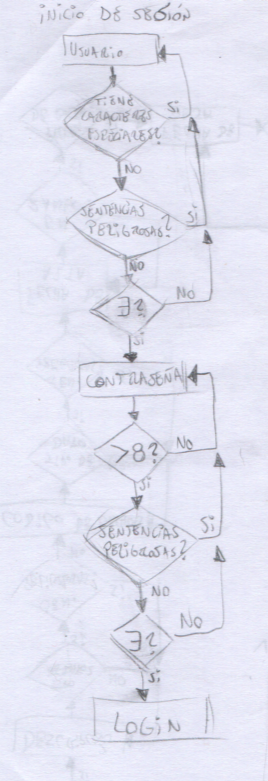 INICIO DE SESIÓN
USUARIO
TIENE
CARACTERES
ESPECIALES?
SI
NO
SENTENCIAS
PELIGROSAS?
SI
NO
∃?
NO
SI
CONTRASEÑA
>8?
NO
SI
SENTENCIAS
PELIGROSAS?
SI
NO
∃?
NO
SI
LOGIN